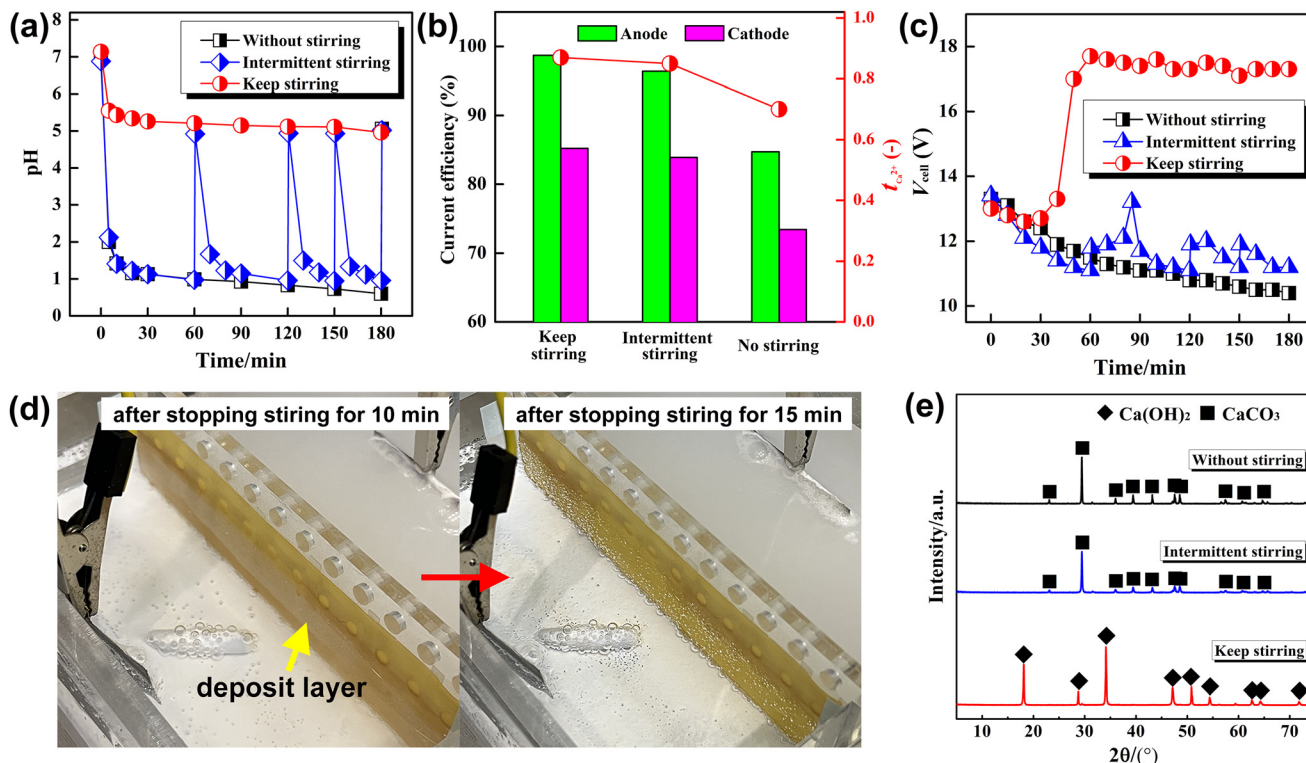 (a)
8
7
6
5
4
3
2
1
0
pH
Without stirring
Intermittent stirring
Keep stirring
0 30 60 90 120 150 180
Time/min
(b)
100
90
80
70
60
Current efficiency (%)
Anode Cathode
1.0
0.8
0.6
0.4
0.2
0.0
t Ca²⁺ (-)
Keep stirring
Intermittent stirring
No stirring
(c)
18
16
14
12
10
Vcell (V)
Without stirring
Intermittent stirring
Keep stirring
0 30 60 90 120 150 180
Time/min
(d)
after stopping stiring for 10 min
after stopping stiring for 15 min
deposit layer
(e)
Ca(OH)₂ CaCO₃
Without stirring
Intermittent stirring
Keep stirring
Intensity/a.u.
10 20 30 40 50 60 70
2θ/(°)